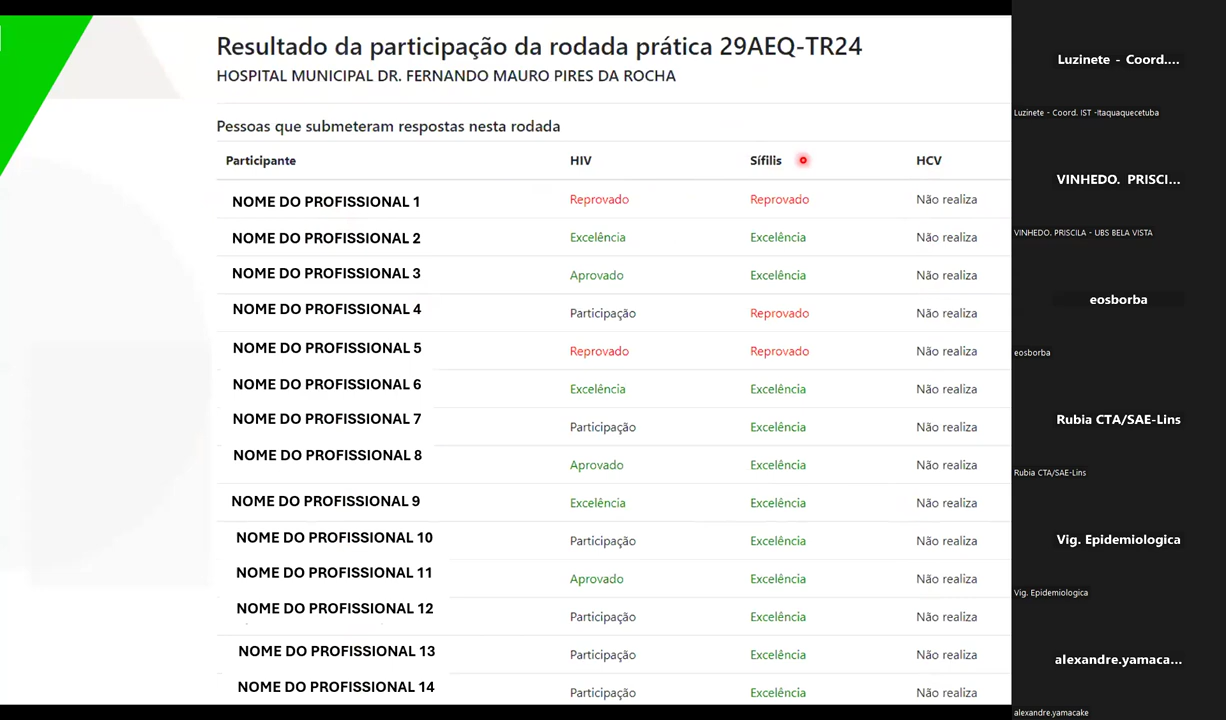 Resultado da participação da rodada prática 29AEQ-TR24
HOSPITAL MUNICIPAL DR. FERNANDO MAURO PIRES DA ROCHA
Pessoas que submeteram respostas nesta rodada
Participante HIV Sífilis HCV
NOME DO PROFISSIONAL 1 Reprovado Reprovado Não realiza
NOME DO PROFISSIONAL 2 Excelência Excelência Não realiza
NOME DO PROFISSIONAL 3 Aprovado Excelência Não realiza
NOME DO PROFISSIONAL 4 Participação Reprovado Não realiza
NOME DO PROFISSIONAL 5 Reprovado Reprovado Não realiza
NOME DO PROFISSIONAL 6 Excelência Excelência Não realiza
NOME DO PROFISSIONAL 7 Participação Excelência Não realiza
NOME DO PROFISSIONAL 8 Aprovado Excelência Não realiza
NOME DO PROFISSIONAL 9 Excelência Excelência Não realiza
NOME DO PROFISSIONAL 10 Participação Excelência Não realiza
NOME DO PROFISSIONAL 11 Aprovado Excelência Não realiza
NOME DO PROFISSIONAL 12 Participação Excelência Não realiza
NOME DO PROFISSIONAL 13 Participação Excelência Não realiza
NOME DO PROFISSIONAL 14 Participação Excelência Não realiza
Luzinete - Coord....
Luzinete - Coord. IST -Itaquaquecetuba
VINHEDO. PRISCI...
VINHEDO. PRISCILA - UBS BELA VISTA
eosborba
eosborba
Rubia CTA/SAE-Lins
Rubia CTA/SAE-Lins
Vig. Epidemiologica
Vig. Epidemiologica
alexandre.yamaca...
alexandre.yamacake